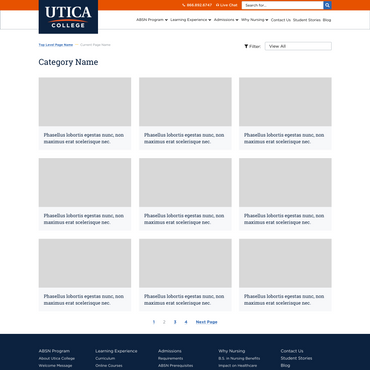 UTICA
COLLEGE
866.892.6747
Live Chat
Search for...
ABSN Program
Learning Experience
Admissions
Why Nursing
Contact Us
Student Stories
Blog
Top Level Page Name
Current Page Name
Filter:
View All
Category Name
Phasellus lobortis egestas nunc, non
maximus erat scelerisque nec.
Phasellus lobortis egestas nunc, non
maximus erat scelerisque nec.
Phasellus lobortis egestas nunc, non
maximus erat scelerisque nec.
Phasellus lobortis egestas nunc, non
maximus erat scelerisque nec.
Phasellus lobortis egestas nunc, non
maximus erat scelerisque nec.
Phasellus lobortis egestas nunc, non
maximus erat scelerisque nec.
Phasellus lobortis egestas nunc, non
maximus erat scelerisque nec.
Phasellus lobortis egestas nunc, non
maximus erat scelerisque nec.
Phasellus lobortis egestas nunc, non
maximus erat scelerisque nec.
1 2 3 4 Next Page
ABSN Program
Learning Experience
Admissions
Why Nursing
Contact Us
About Utica College
Curriculum
Requirements
B.S. in Nursing Benefits
Student Stories
Welcome Message
Online Courses
ABSN Prerequisites
Impact on Healthcare
Blog